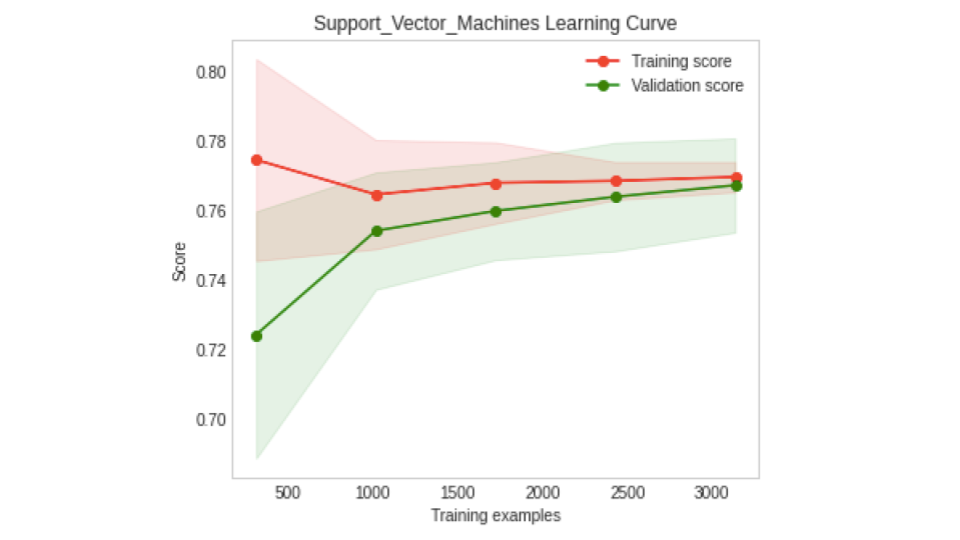 Support_Vector_Machines Learning Curve
Training score
Validation score
0.80
0.78
0.76
0.74
0.72
0.70
Score
500 1000 1500 2000 2500 3000
Training examples